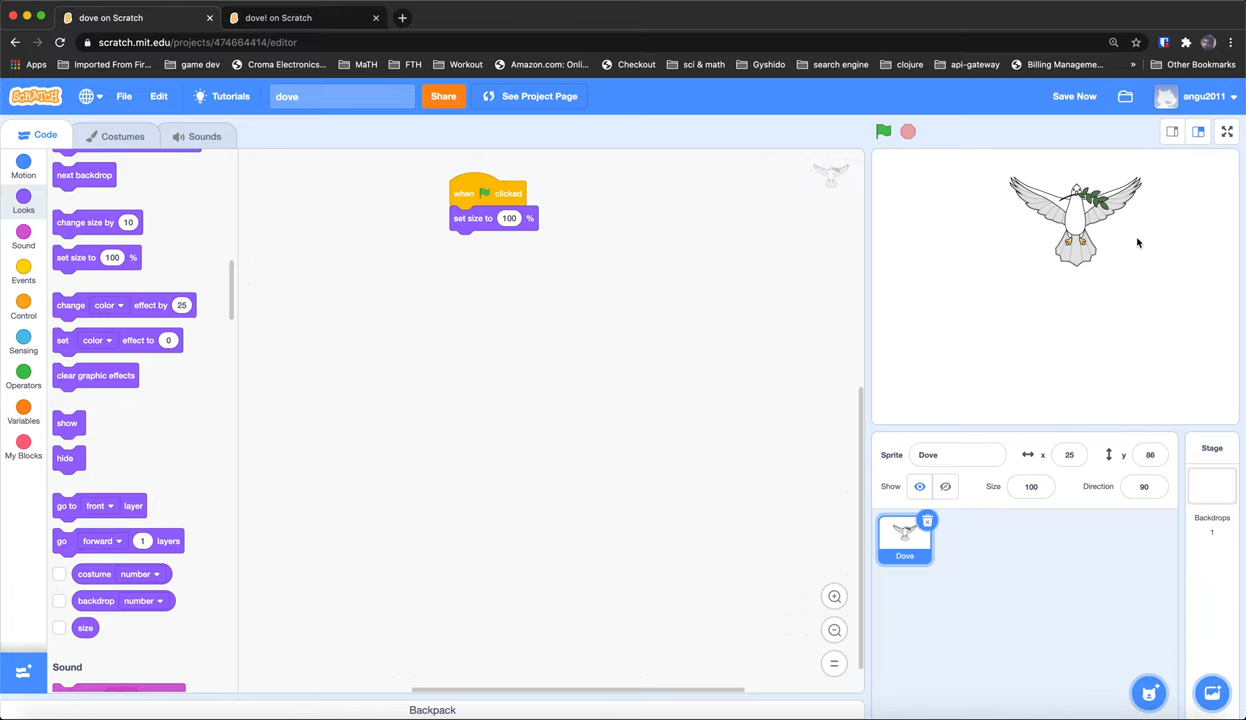 dove on Scratch
dove! on Scratch
scratch.mit.edu/projects/474664414/editor
Apps
Imported From Fir...
game dev
Croma Electronics...
MaTH
FTH
Workout
Amazon.com: Onli...
Checkout
sci & math
Gyshido
search engine
clojure
api-gateway
Billing Manageme...
»
Other Bookmarks
SCRATCH
File
Edit
Tutorials
dove
Share
See Project Page
Save Now
angu2011
Code
Costumes
Sounds
Motion
Looks
Sound
Events
Control
Sensing
Operators
Variables
My Blocks
next backdrop
change size by 10
set size to 100 %
change color effect by 25
set color effect to 0
clear graphic effects
show
hide
go to front layer
go forward 1 layers
costume number
backdrop number
size
Sound
when clicked
set size to 100 %
Sprite Dove x 25 y 86
Show Size 100 Direction 90
Dove
Stage
Backdrops
1
Backpack